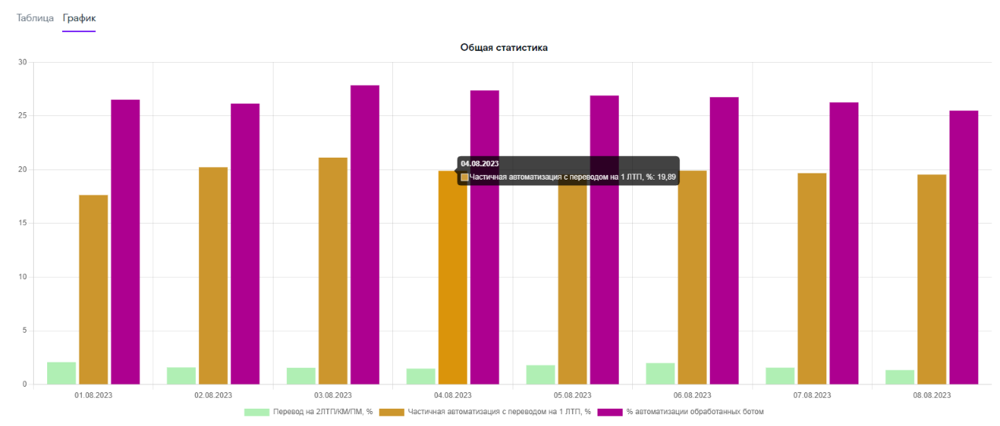 Таблица График
Общая статистика
30
25
20
15
10
5
0
04.08.2023
Частичная автоматизация с переводом на 1 ЛТП, %: 19,89
01.08.2023 02.08.2023 03.08.2023 04.08.2023 05.08.2023 06.08.2023 07.08.2023 08.08.2023
Перевод на 2ЛТП/КМ/ПМ, % Частичная автоматизация с переводом на 1 ЛТП, % % автоматизации обработанных ботом